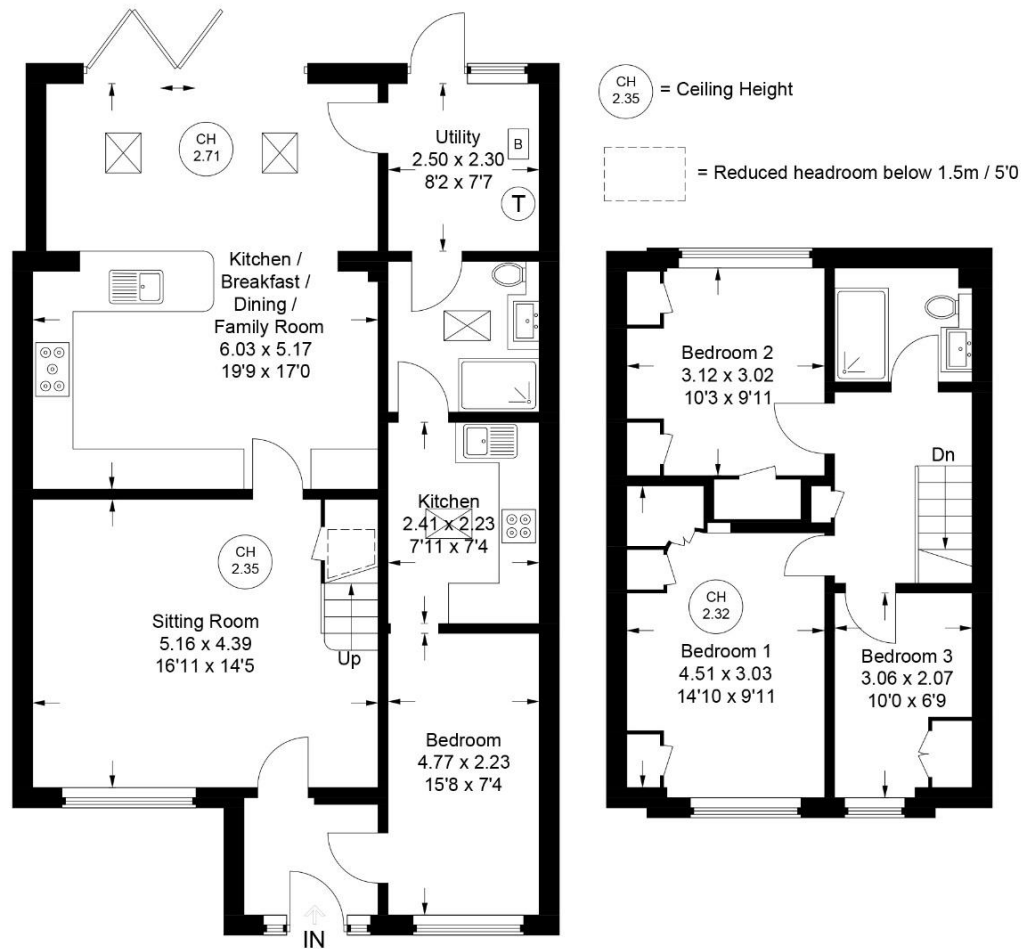 CH
2.35
= Ceiling Height
= Reduced headroom below 1.5m / 5'0
CH
2.71
Utility
2.50 x 2.30
8'2 x 7'7
B
T
Kitchen /
Breakfast /
Dining /
Family Room
6.03 x 5.17
19'9 x 17'0
Kitchen
2.41 x 2.23
7'11 x 7'4
CH
2.35
Sitting Room
5.16 x 4.39
16'11 x 14'5
Up
Bedroom
4.77 x 2.23
15'8 x 7'4
IN
Bedroom 2
3.12 x 3.02
10'3 x 9'11
Dn
CH
2.32
Bedroom 1
4.51 x 3.03
14'10 x 9'11
Bedroom 3
3.06 x 2.07
10'0 x 6'9